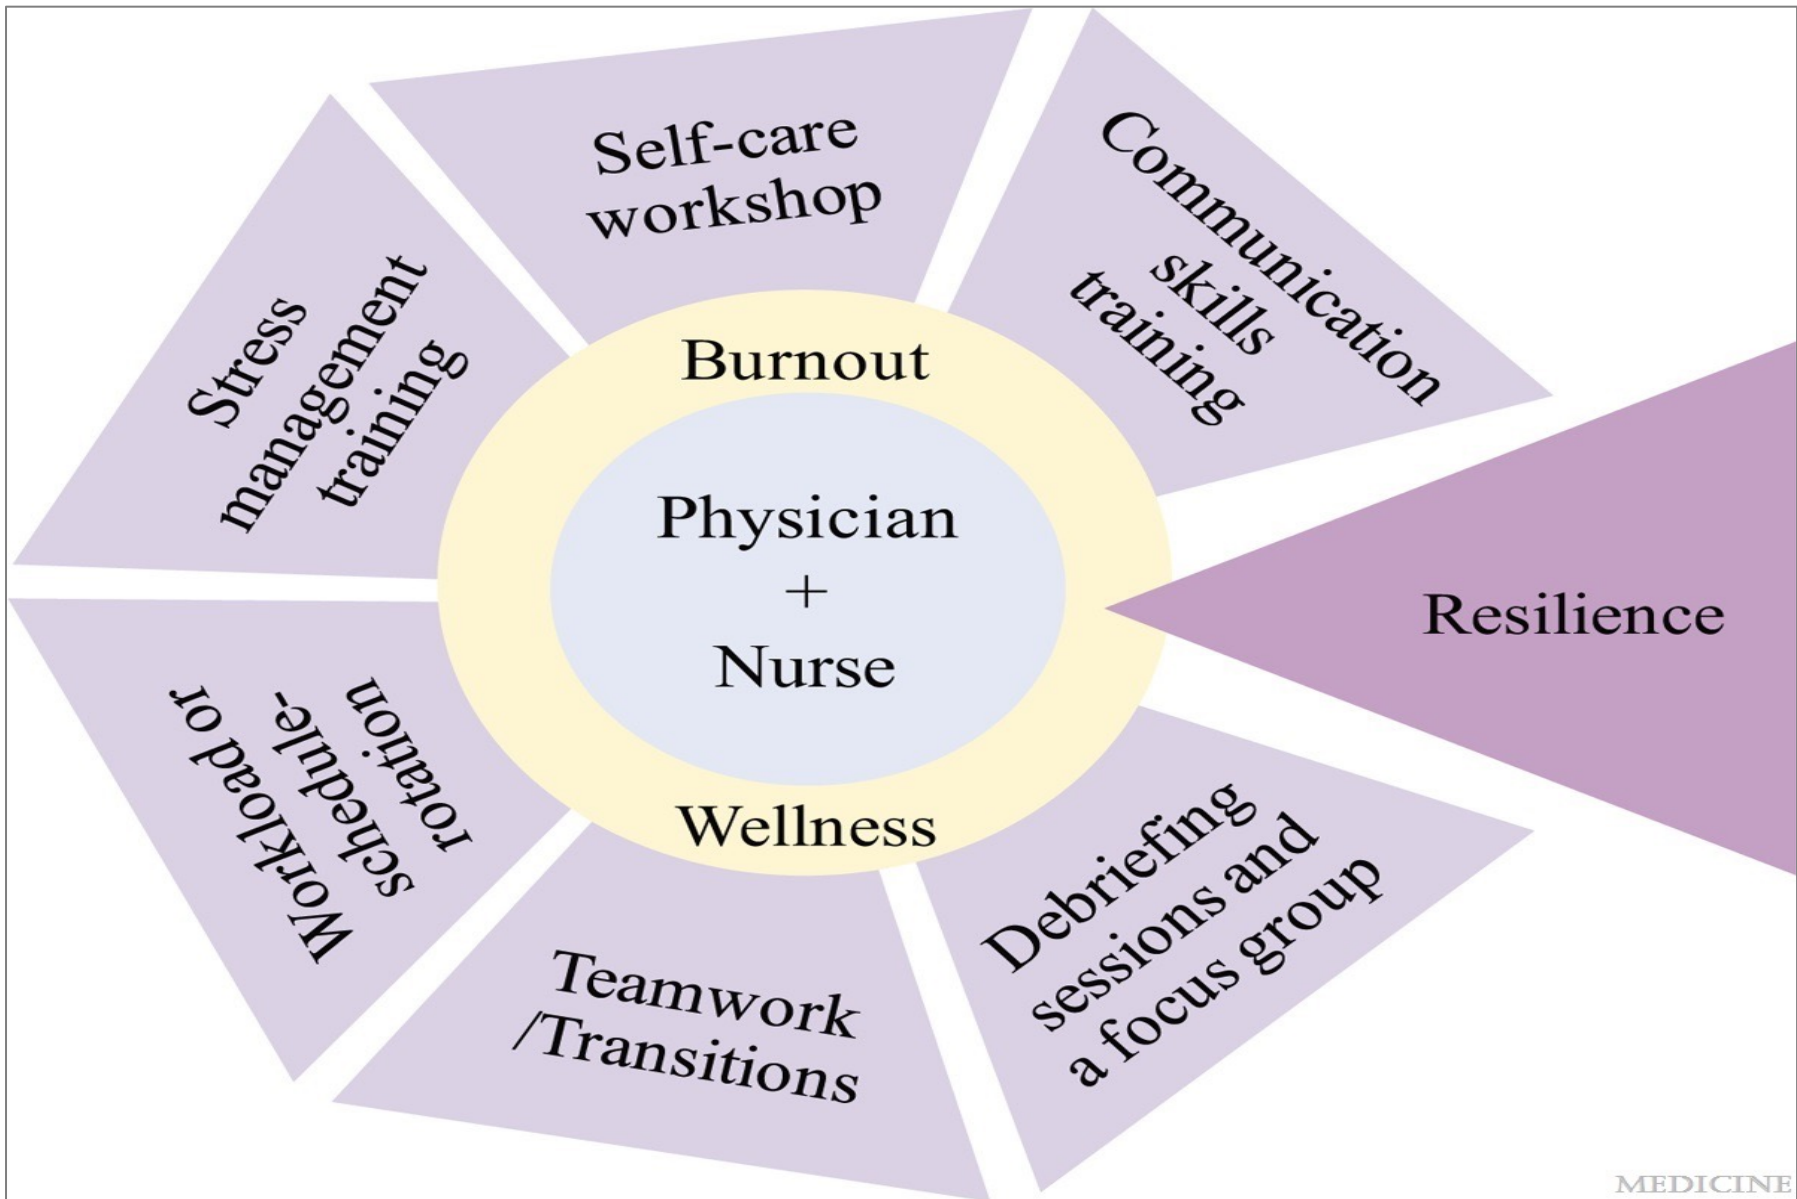 Self-care
workshop
Communication
skills
training
Stress
management
training
Burnout
Physician
+
Nurse
Wellness
Resilience
Workload or
schedule-
rotation
Teamwork
/Transitions
Debriefing
sessions and
a focus group
MEDICINE